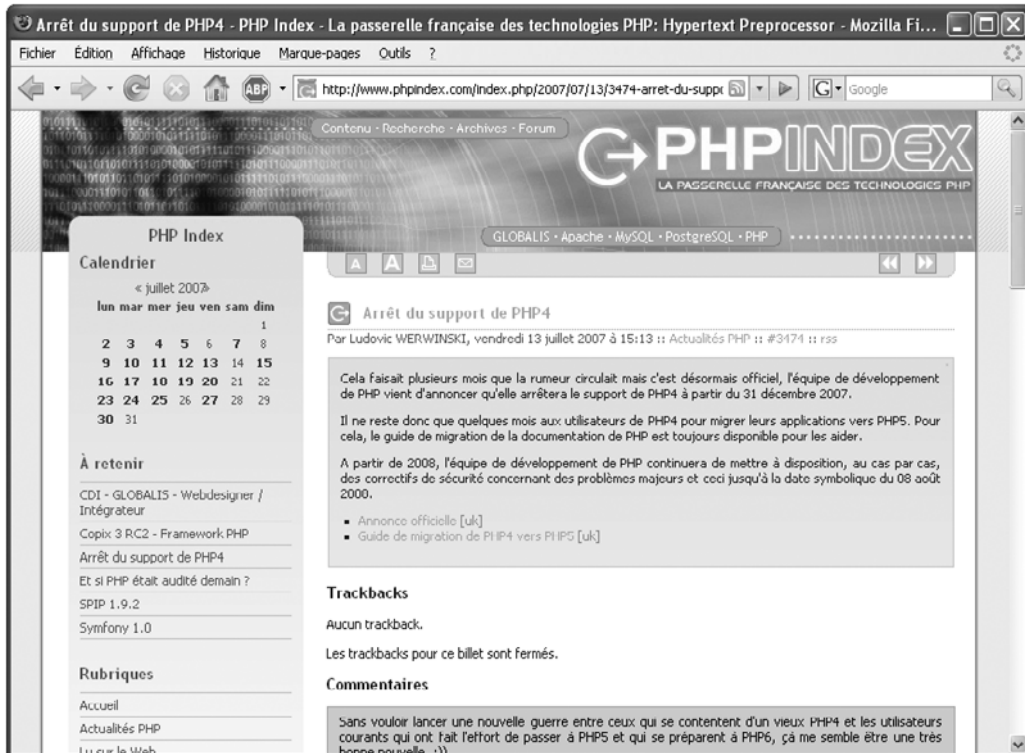 Arrêt du support de PHP4 - PHP Index - La passerelle française des technologies PHP: Hypertext Preprocessor - Mozilla Fi...
Fichier Édition Affichage Historique Marque-pages Outils ?
ABP http://www.phpindex.com/index.php/2007/07/13/3474-arret-du-suppo G Google
Contenu · Recherche · Archives · Forum
PHPINDEX
LA PASSERELLE FRANÇAISE DES TECHNOLOGIES PHP
GLOBALIS · Apache · MySQL · PostgreSQL · PHP
PHP Index
Calendrier
« juillet 2007»
lun mar mer jeu ven sam dim
1
2 3 4 5 6 7 8
9 10 11 12 13 14 15
16 17 18 19 20 21 22
23 24 25 26 27 28 29
30 31
À retenir
CDI - GLOBALIS - Webdesigner /
Intégrateur
Copix 3 RC2 - Framework PHP
Arrêt du support de PHP4
Et si PHP était audité demain ?
SPIP 1.9.2
Symfony 1.0
Rubriques
Accueil
Actualités PHP
Lu sur le Web
A A
Arrêt du support de PHP4
Par Ludovic WERWINSKI, vendredi 13 juillet 2007 à 15:13 :: Actualités PHP :: #3474 :: rss
Cela faisait plusieurs mois que la rumeur circulait mais c'est désormais officiel, l'équipe de développement
de PHP vient d'annoncer qu'elle arrêtera le support de PHP4 à partir du 31 décembre 2007.
Il ne reste donc que quelques mois aux utilisateurs de PHP4 pour migrer leurs applications vers PHP5. Pour
cela, le guide de migration de la documentation de PHP est toujours disponible pour les aider.
A partir de 2008, l'équipe de développement de PHP continuera de mettre à disposition, au cas par cas,
des correctifs de sécurité concernant des problèmes majeurs et ceci jusqu'à la date symbolique du 08 août
2008.
Annonce officielle [uk]
Guide de migration de PHP4 vers PHP5 [uk]
Trackbacks
Aucun trackback.
Les trackbacks pour ce billet sont fermés.
Commentaires
Sans vouloir lancer une nouvelle guerre entre ceux qui se contentent d'un vieux PHP4 et les utilisateurs
courants qui ont fait l'effort de passer à PHP5 et qui se préparent à PHP6, çà me semble être une très
bonne nouvelle. :))